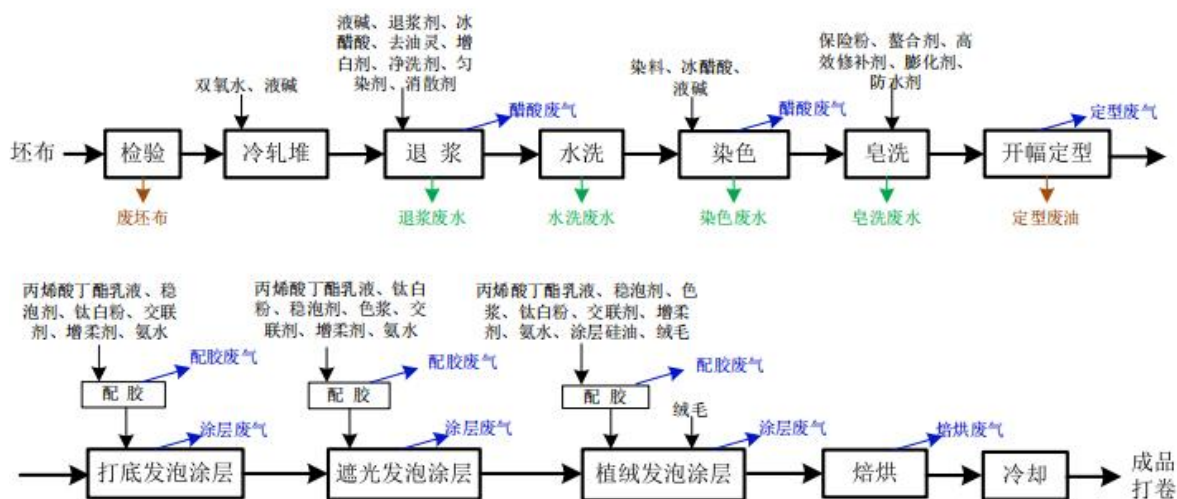 液碱、退浆剂、冰
醋酸、去油灵、增
白剂、净洗剂、匀
染剂、消散剂
双氧水、液碱
染料、冰醋酸、
液碱
保险粉、螯合剂、高
效修补剂、膨化剂、
防水剂
醋酸废气
醋酸废气
定型废气
坯布
检验
冷轧堆
退 浆
水洗
染色
皂洗
开幅定型
废坯布
退浆废水
水洗废水
染色废水
皂洗废水
定型废油
丙烯酸丁酯乳液、稳
泡剂、钛白粉、交联
剂、增柔剂、氨水
丙烯酸丁酯乳液、钛白
粉、稳泡剂、色浆、交
联剂、增柔剂、氨水
丙烯酸丁酯乳液、稳泡剂、色
浆、钛白粉、交联剂、增柔
剂、氨水、涂层硅油、绒毛
配胶废气
配胶废气
配胶废气
配 胶
配 胶
配 胶
绒毛
涂层废气
涂层废气
涂层废气
焙烘废气
打底发泡涂层
遮光发泡涂层
植绒发泡涂层
焙烘
冷却
成品
打卷